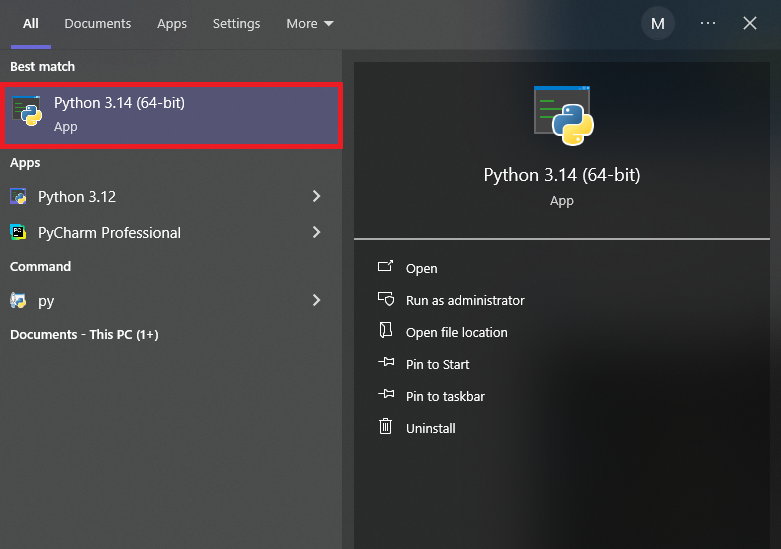 All Documents Apps Settings More M ...
Best match
Python 3.14 (64-bit)
App
Apps
Python 3.12
PyCharm Professional
Command
py
Documents - This PC (1+)
Python 3.14 (64-bit)
App
Open
Run as administrator
Open file location
Pin to Start
Pin to taskbar
Uninstall